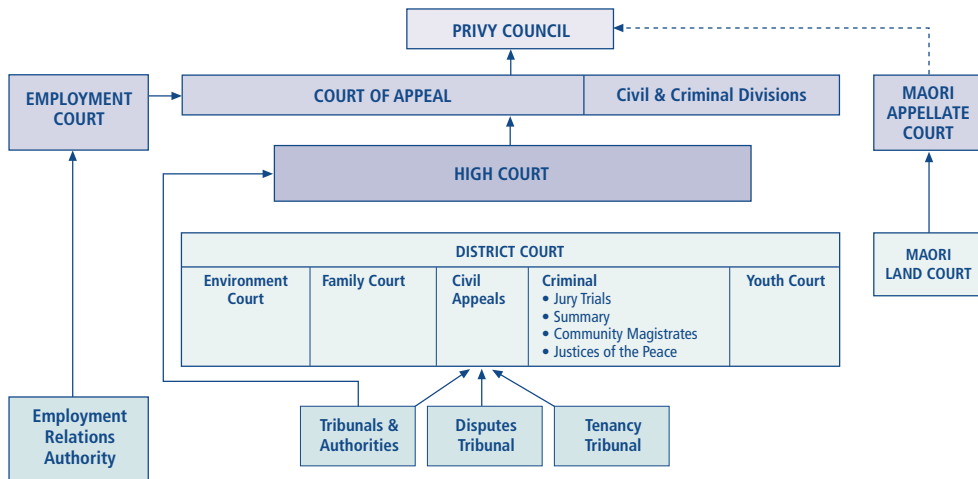 PRIVY COUNCIL
EMPLOYMENT
COURT
COURT OF APPEAL
Civil & Criminal Divisions
MAORI
APPELLATE
COURT
HIGH COURT
DISTRICT COURT
Environment
Court
Family Court
Civil
Appeals
Criminal
• Jury Trials
• Summary
• Community Magistrates
• Justices of the Peace
Youth Court
MAORI
LAND COURT
Employment
Relations
Authority
Tribunals &
Authorities
Disputes
Tribunal
Tenancy
Tribunal